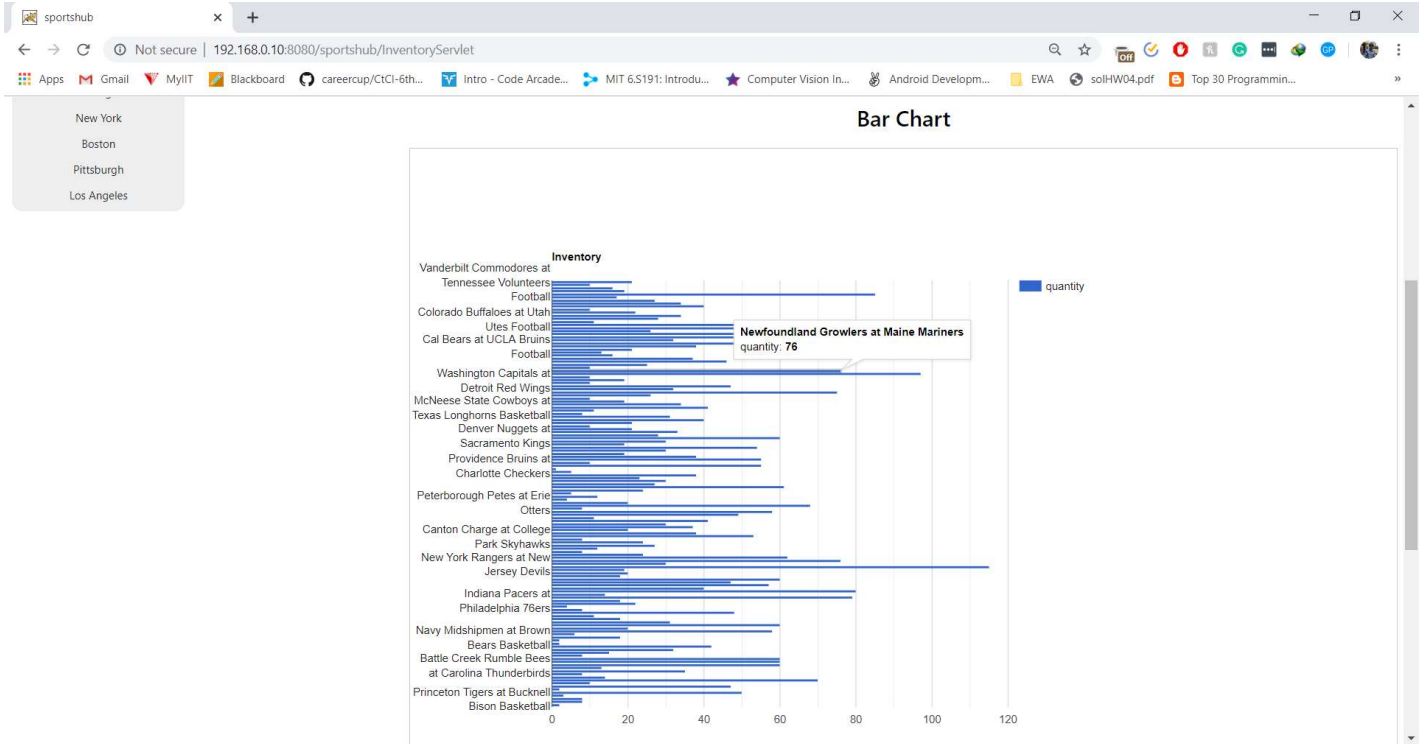 sportshub
Not secure | 192.168.0.10:8080/sportshub/InventoryServlet
Off
GP
Apps
Gmail
MyIIT
Blackboard
careercup/CtCI-6th...
Intro - Code Arcade...
MIT 6.S191: Introdu...
Computer Vision In...
Android Developm...
EWA
solHW04.pdf
Top 30 Programmin...
»
New York
Boston
Pittsburgh
Los Angeles
Bar Chart
Inventory
Vanderbilt Commodores at
Tennessee Volunteers
Football
Colorado Buffaloes at Utah
Utes Football
Cal Bears at UCLA Bruins
Football
Washington Capitals at
Detroit Red Wings
McNeese State Cowboys at
Texas Longhorns Basketball
Denver Nuggets at
Sacramento Kings
Providence Bruins at
Charlotte Checkers
Peterborough Petes at Erie
Otters
Canton Charge at College
Park Skyhawks
New York Rangers at New
Jersey Devils
Indiana Pacers at
Philadelphia 76ers
Navy Midshipmen at Brown
Bears Basketball
Battle Creek Rumble Bees
at Carolina Thunderbirds
Princeton Tigers at Bucknell
Bison Basketball
quantity
Newfoundland Growlers at Maine Mariners
quantity: 76
0 20 40 60 80 100 120